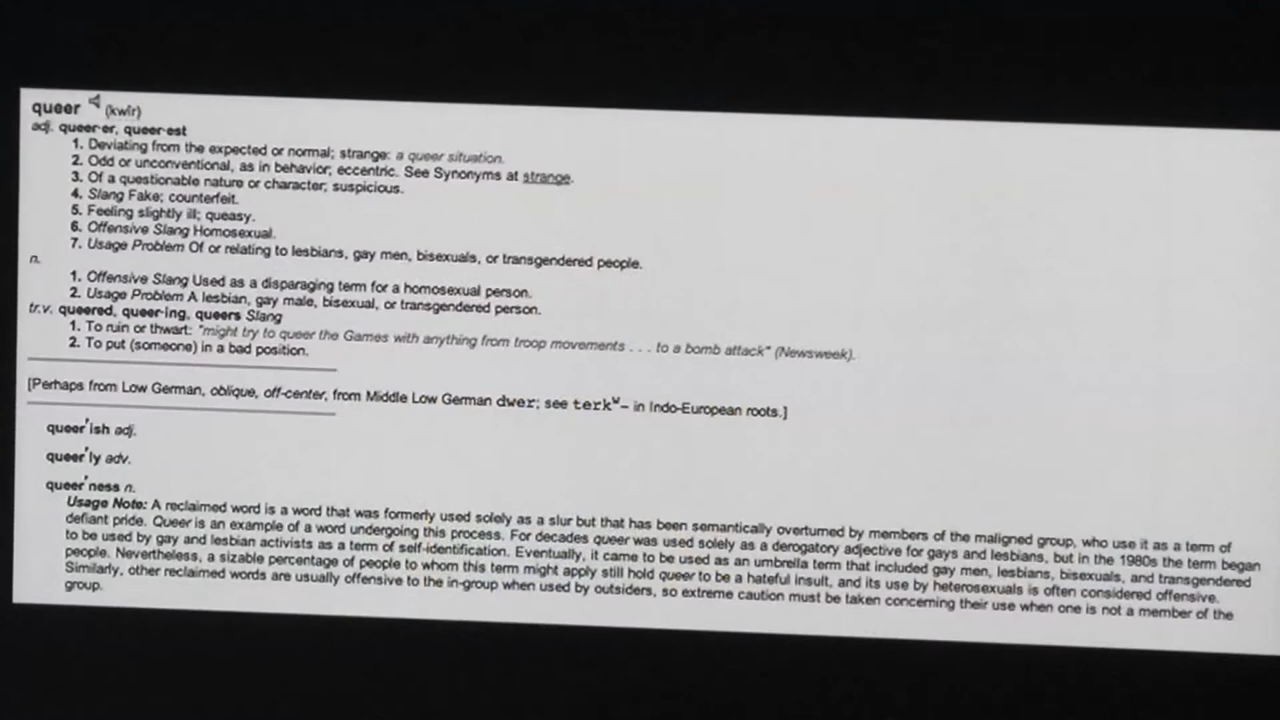 queer (kwîr)
adj. queer·er, queer·est
1. Deviating from the expected or normal; strange: a queer situation.
2. Odd or unconventional, as in behavior; eccentric. See Synonyms at strange.
3. Of a questionable nature or character; suspicious.
4. Slang Fake; counterfeit.
5. Feeling slightly ill; queasy.
6. Offensive Slang Homosexual.
7. Usage Problem Of or relating to lesbians, gay men, bisexuals, or transgendered people.
n.
1. Offensive Slang Used as a disparaging term for a homosexual person.
2. Usage Problem A lesbian, gay male, bisexual, or transgendered person.
tr.v. queered, queer·ing, queers Slang
1. To ruin or thwart: "might try to queer the Games with anything from troop movements . . . to a bomb attack" (Newsweek).
2. To put (someone) in a bad position.
[Perhaps from Low German, oblique, off-center, from Middle Low German dwer; see terkʷ- in Indo-European roots.]
queer'ish adj.
queer'ly adv.
queer'ness n.
Usage Note: A reclaimed word is a word that was formerly used solely as a slur but that has been semantically overturned by members of the maligned group, who use it as a term of
defiant pride. Queer is an example of a word undergoing this process. For decades queer was used solely as a derogatory adjective for gays and lesbians, but in the 1980s the term began
to be used by gay and lesbian activists as a term of self-identification. Eventually, it came to be used as an umbrella term that included gay men, lesbians, bisexuals, and transgendered
people. Nevertheless, a sizable percentage of people to whom this term might apply still hold queer to be a hateful insult, and its use by heterosexuals is often considered offensive.
Similarly, other reclaimed words are usually offensive to the in-group when used by outsiders, so extreme caution must be taken concerning their use when one is not a member of the
group.